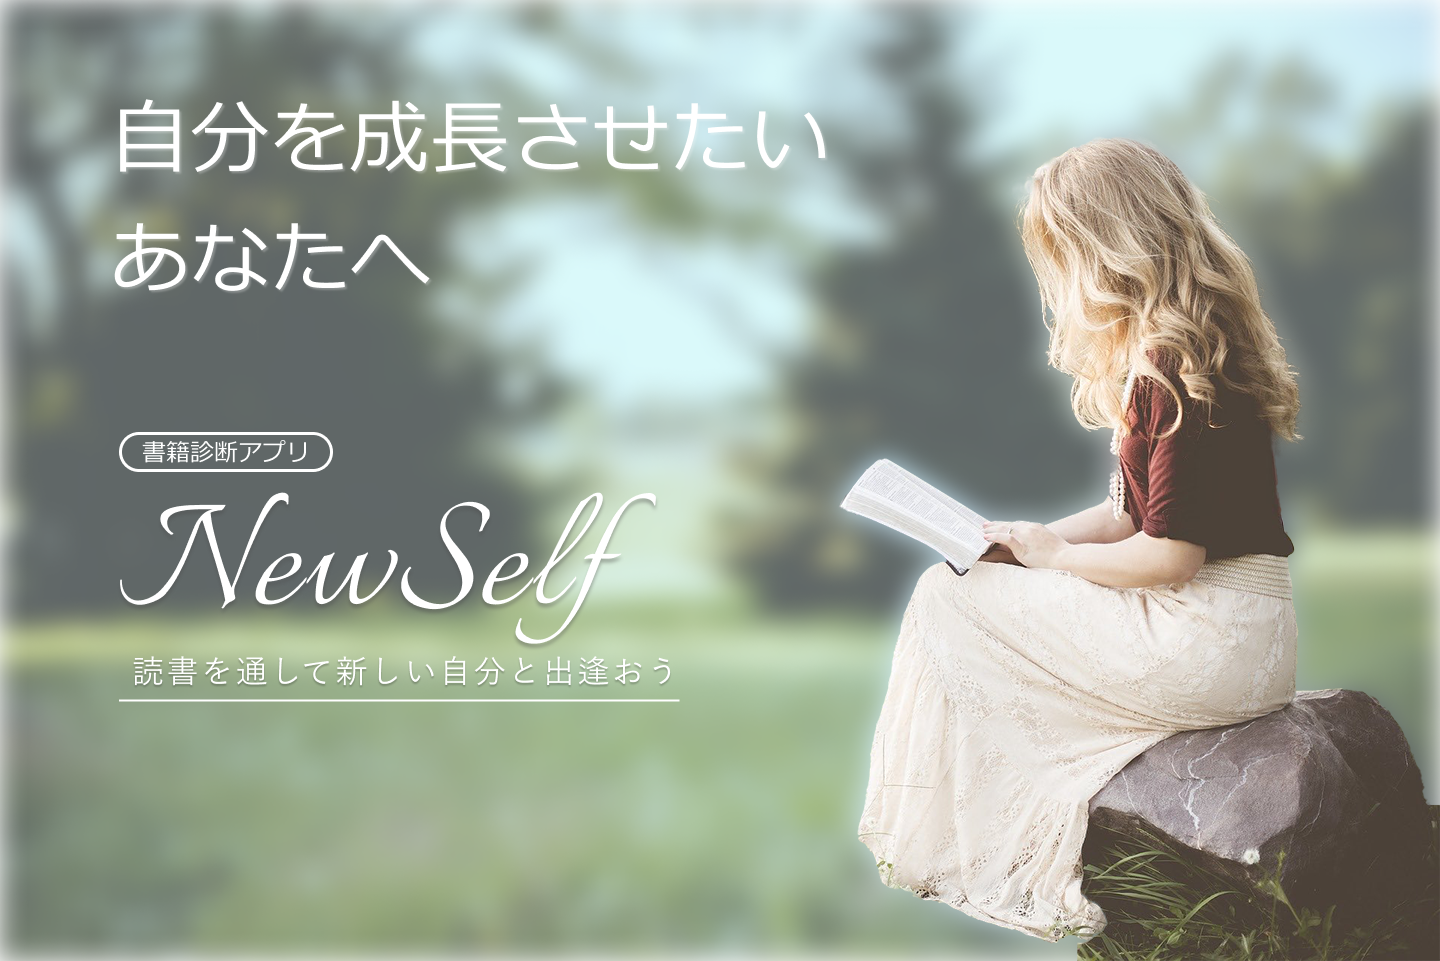 自分を成長させたい
あなたへ
書籍診断アプリ
NewSelf
読書を通して新しい自分と出逢おう